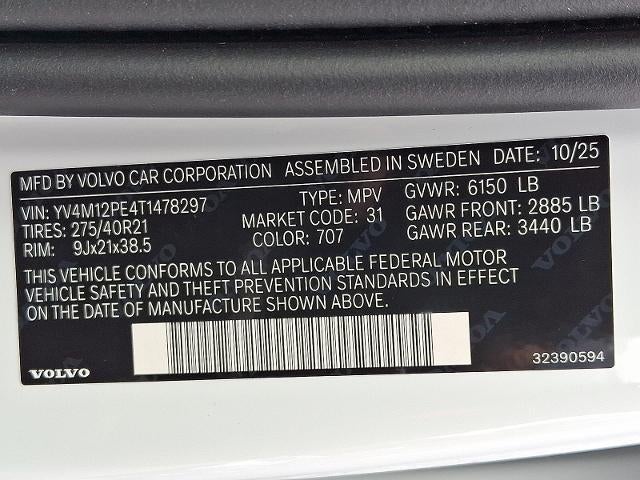 MFD BY VOLVO CAR CORPORATION ASSEMBLED IN SWEDEN DATE: 10/25
VIN: YV4M12PE4T1478297 TYPE: MPV GVWR: 6150 LB
TIRES: 275/40R21 MARKET CODE: 31 GAWR FRONT: 2885 LB
RIM: 9Jx21x38.5 COLOR: 707 GAWR REAR: 3440 LB
THIS VEHICLE CONFORMS TO ALL APPLICABLE FEDERAL MOTOR
VEHICLE SAFETY AND THEFT PREVENTION STANDARDS IN EFFECT
ON THE DATE OF MANUFACTURE SHOWN ABOVE.
VOLVO 32390594